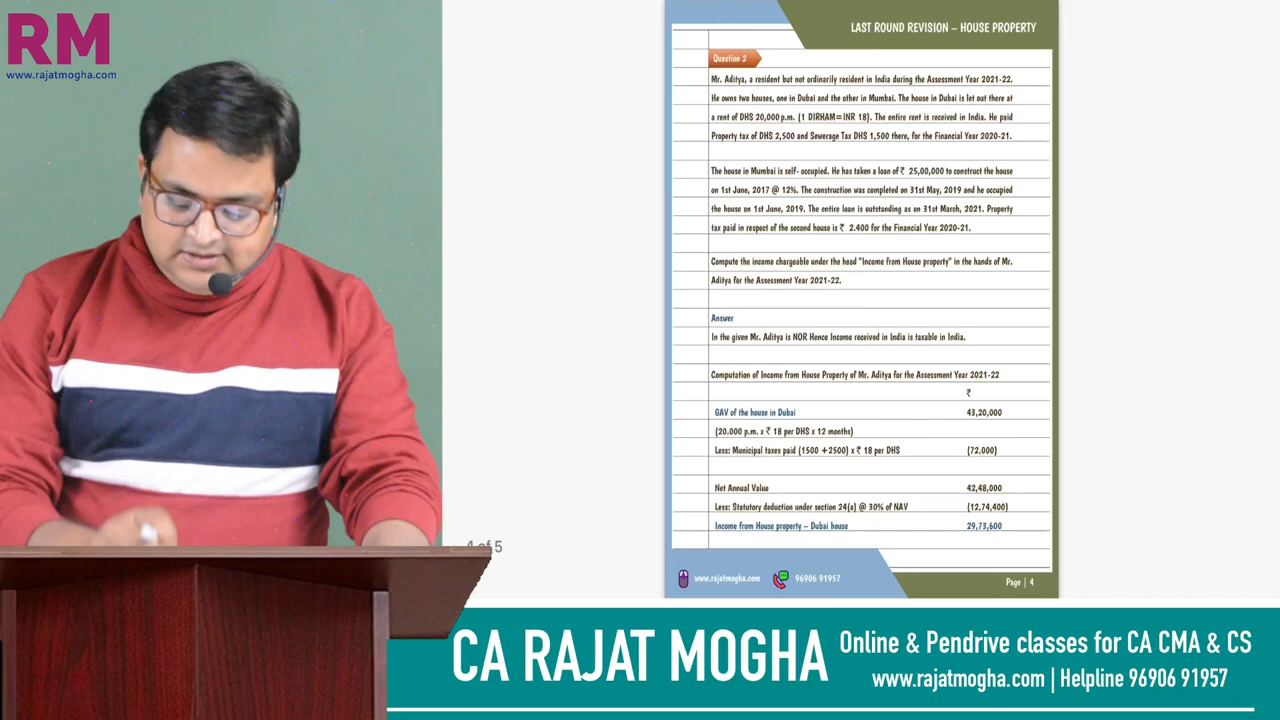 RM
www.rajatmogha.com
LAST ROUND REVISION – HOUSE PROPERTY
Question 2
Mr. Aditya, a resident but not ordinarily resident in India during the Assessment Year 2021-22.
He owns two houses, one in Dubai and the other in Mumbai. The house in Dubai is let out there at
a rent of DHS 20,000 p.m. (1 DIRHAM= INR 18). The entire rent is received in India. He paid
Property tax of DHS 2,500 and Sewerage Tax DHS 1,500 there, for the Financial Year 2020-21.
The house in Mumbai is self- occupied. He has taken a loan of ₹ 25,00,000 to construct the house
on 1st June, 2017 @ 12%. The construction was completed on 31st May, 2019 and he occupied
the house on 1st June, 2019. The entire loan is outstanding as on 31st March, 2021. Property
tax paid in respect of the second house is ₹ 2.400 for the Financial Year 2020-21.
Compute the income chargeable under the head "Income from House property" in the hands of Mr.
Aditya for the Assessment Year 2021-22.
Answer
In the given Mr. Aditya is NOR Hence Income received in India is taxable in India.
Computation of Income from House Property of Mr. Aditya for the Assessment Year 2021-22
₹
GAV of the house in Dubai 43,20,000
(20.000 p.m. x ₹ 18 per DHS x 12 months)
Less: Municipal taxes paid (1500 +2500) x ₹ 18 per DHS (72,000)
Net Annual Value 42,48,000
Less: Statutory deduction under section 24(a) @ 30% of NAV (12,74,400)
Income from House property – Dubai house 29,73,600
4 of 5
www.rajatmogha.com 96906 91957 Page | 4
CA RAJAT MOGHA
Online & Pendrive classes for CA CMA & CS
www.rajatmogha.com | Helpline 96906 91957